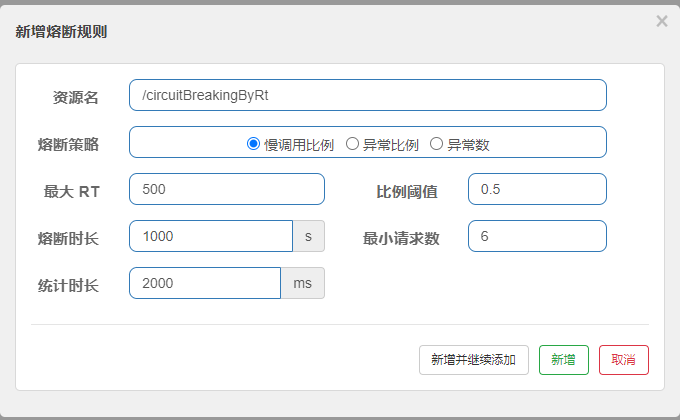 新增熔断规则 ×
资源名 /circuitBreakingByRt
熔断策略 慢调用比例 异常比例 异常数
最大 RT 500 比例阈值 0.5
熔断时长 1000 s 最小请求数 6
统计时长 2000 ms
新增并继续添加 新增 取消